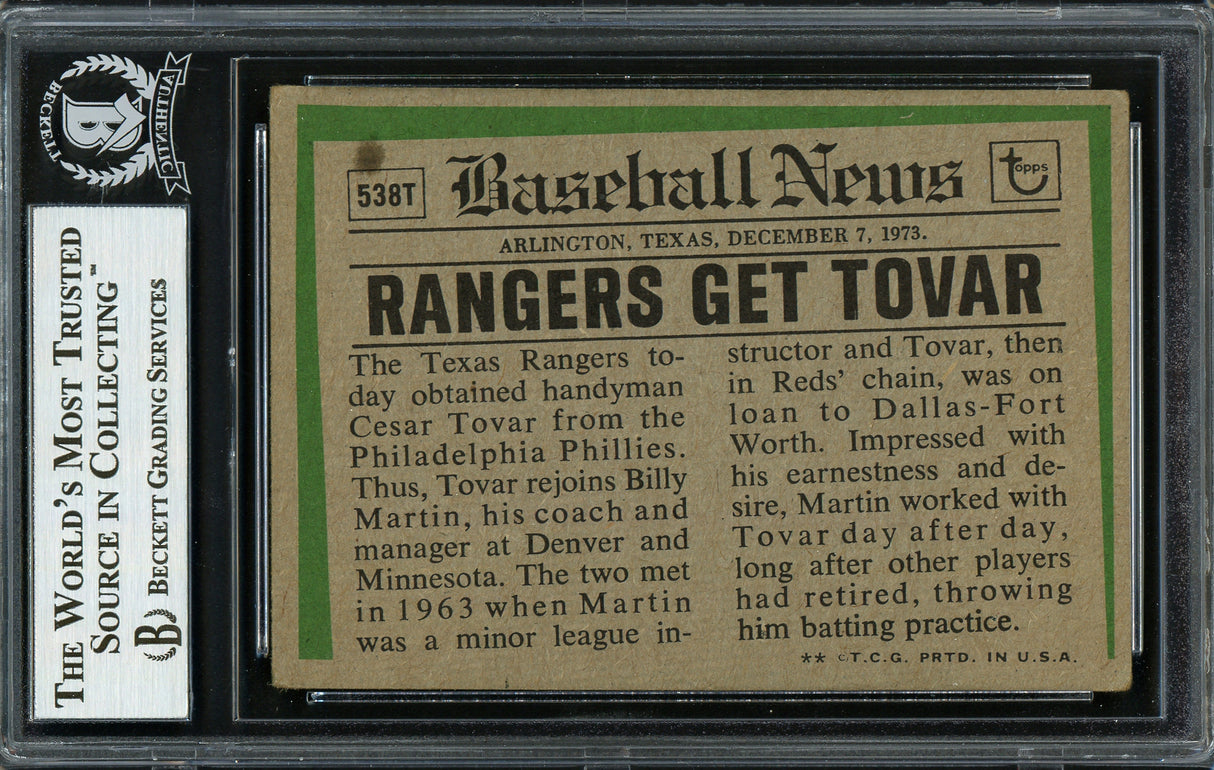 BECKETT
AUTHENTIC
B
THE WORLD'S MOST TRUSTED
SOURCE IN COLLECTING℠
B BECKETT GRADING SERVICES
538T
Baseball News
topps
ARLINGTON, TEXAS, DECEMBER 7, 1973.
RANGERS GET TOVAR
The Texas Rangers to-
day obtained handyman
Cesar Tovar from the
Philadelphia Phillies.
Thus, Tovar rejoins Billy
Martin, his coach and
manager at Denver and
Minnesota. The two met
in 1963 when Martin
was a minor league in-
structor and Tovar, then
in Reds' chain, was on
loan to Dallas-Fort
Worth. Impressed with
his earnestness and de-
sire, Martin worked with
Tovar day after day,
long after other players
had retired, throwing
him batting practice.
** ©T.C.G. PRTD. IN U.S.A.